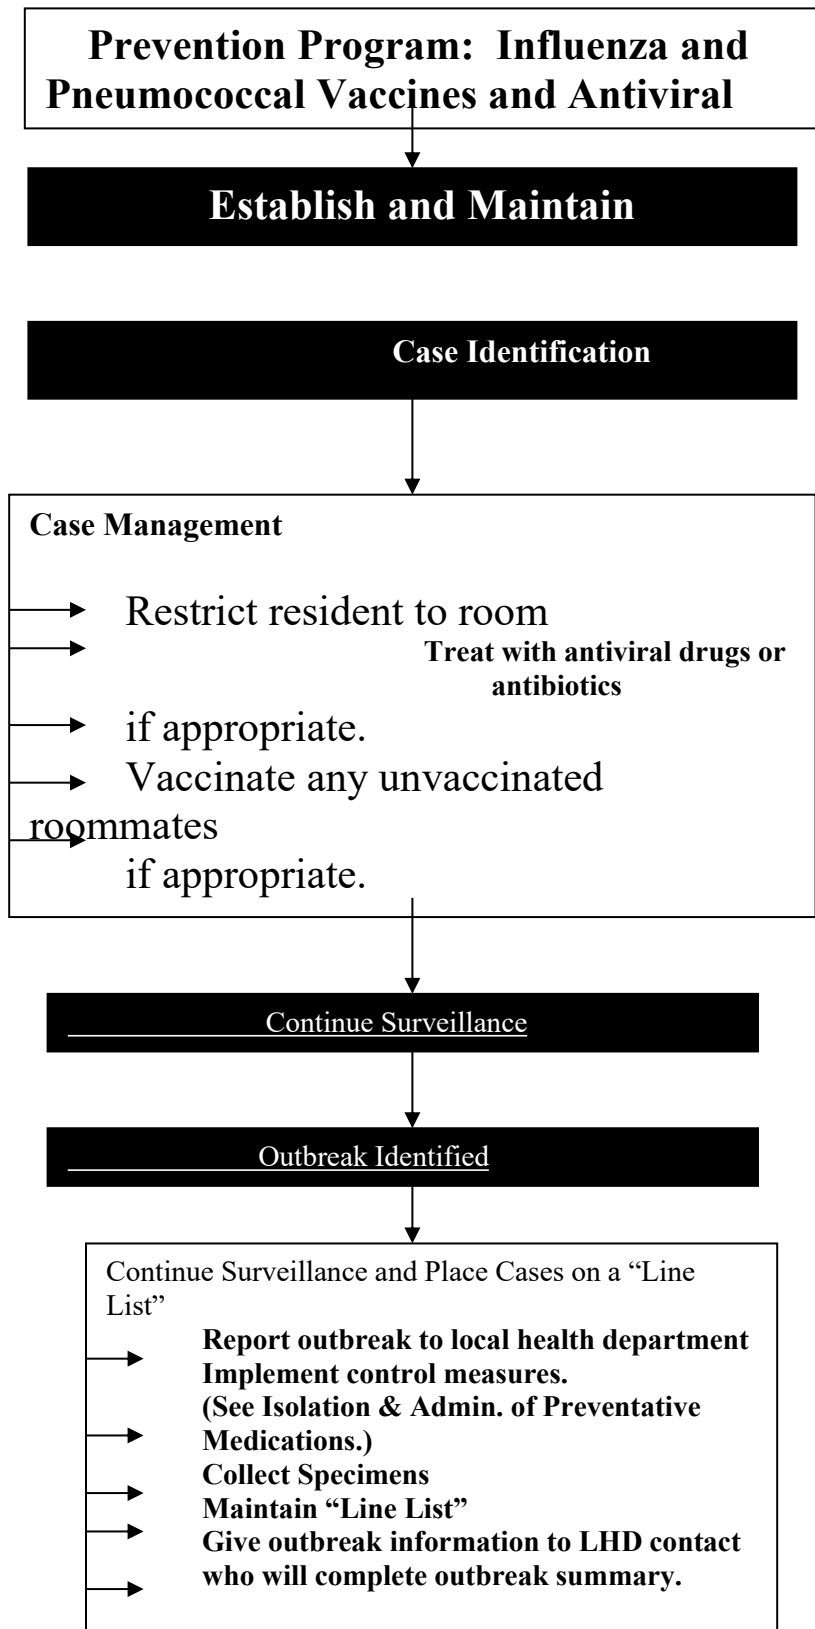 Prevention Program: Influenza and
Pneumococcal Vaccines and Antiviral
Establish and Maintain
Case Identification
Case Management
Restrict resident to room
Treat with antiviral drugs or
antibiotics
if appropriate.
Vaccinate any unvaccinated
roommates
if appropriate.
Continue Surveillance
Outbreak Identified
Continue Surveillance and Place Cases on a “Line
List”
Report outbreak to local health department
Implement control measures.
(See Isolation & Admin. of Preventative
Medications.)
Collect Specimens
Maintain “Line List”
Give outbreak information to LHD contact
who will complete outbreak summary.